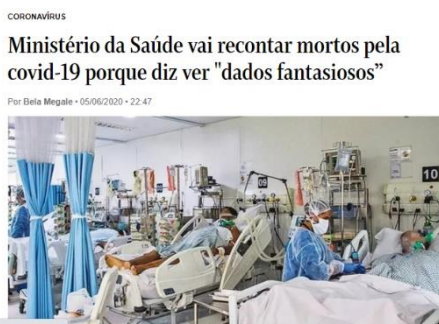 CORONAVÍRUS
Ministério da Saúde vai recontar mortos pela
covid-19 porque diz ver "dados fantasiosos”
Por Bela Megale • 05/06/2020 • 22:47
09
10